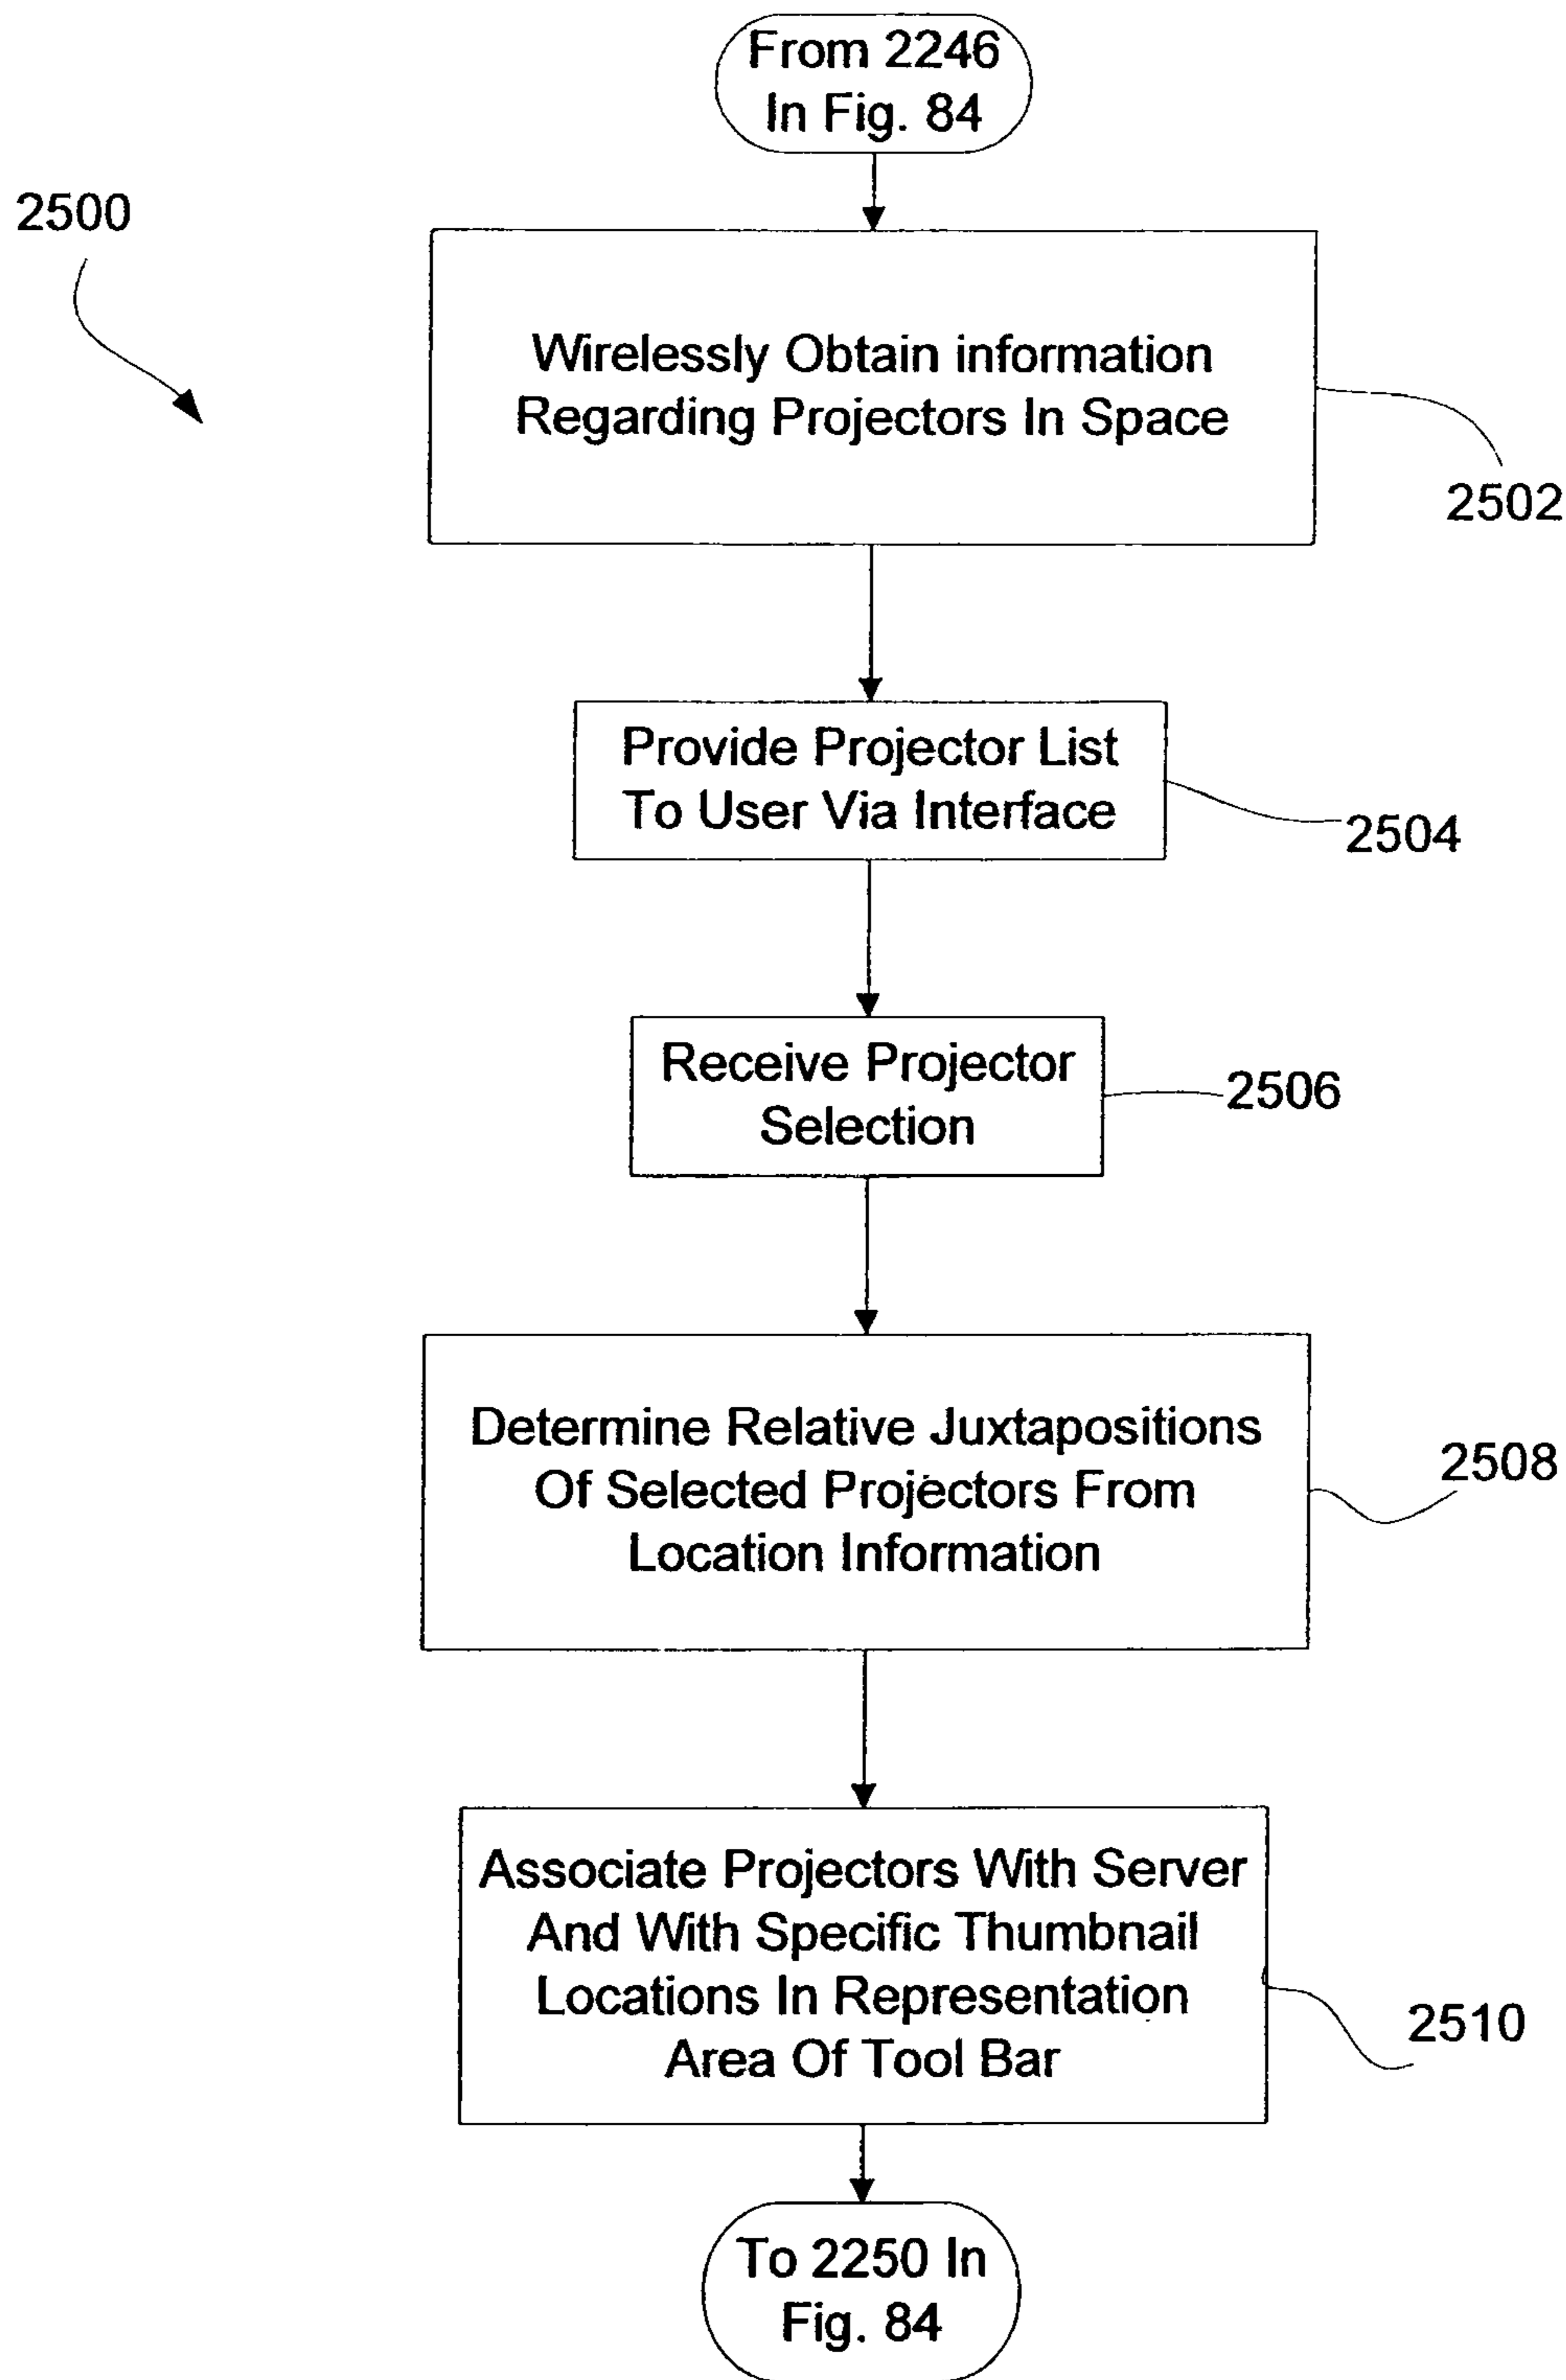 From 2246
In Fig. 84
2500
Wirelessly Obtain information
Regarding Projectors In Space
2502
Provide Projector List
To User Via Interface
2504
Receive Projector
Selection
2506
Determine Relative Juxtapositions
Of Selected Projectors From
Location Information
2508
Associate Projectors With Server
And With Specific Thumbnail
Locations In Representation
Area Of Tool Bar
2510
To 2250 In
Fig. 84